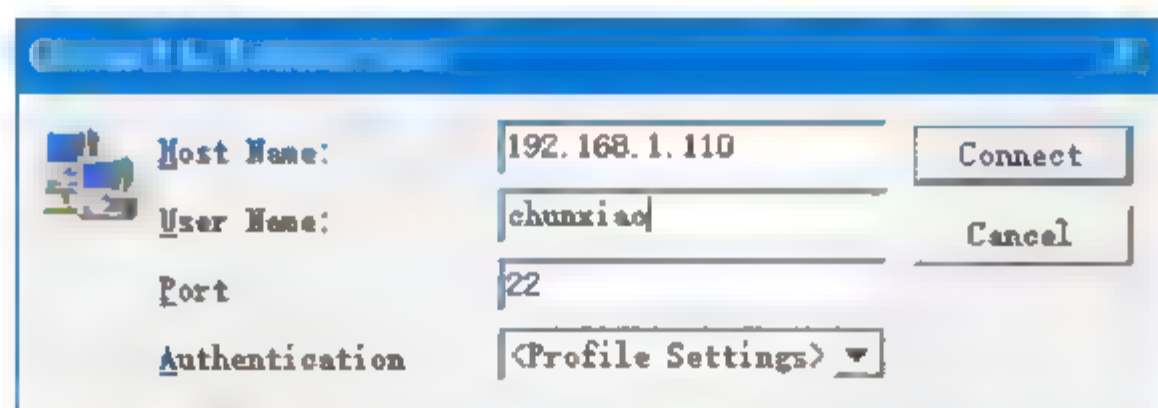 Host Name: 192.168.1.110 Connect
User Name: chunxiao Cancel
Port 22
Authentication <Profile Settings>